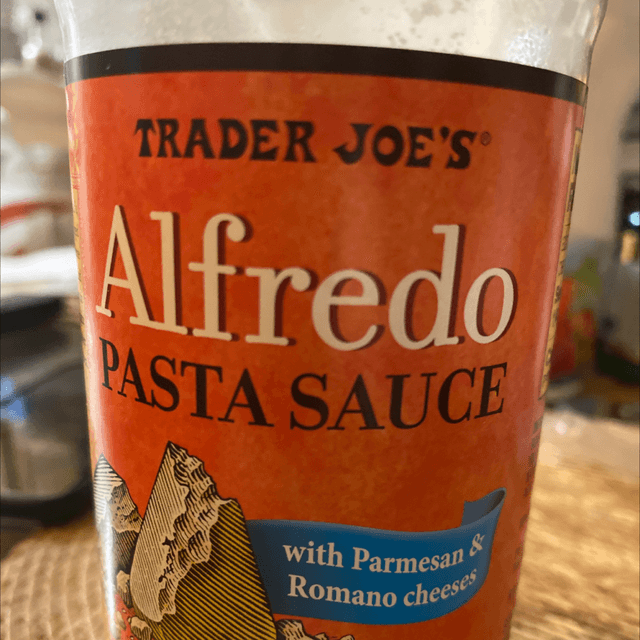 TRADER JOE'S®
Alfredo
PASTA SAUCE
with Parmesan &
Romano cheeses